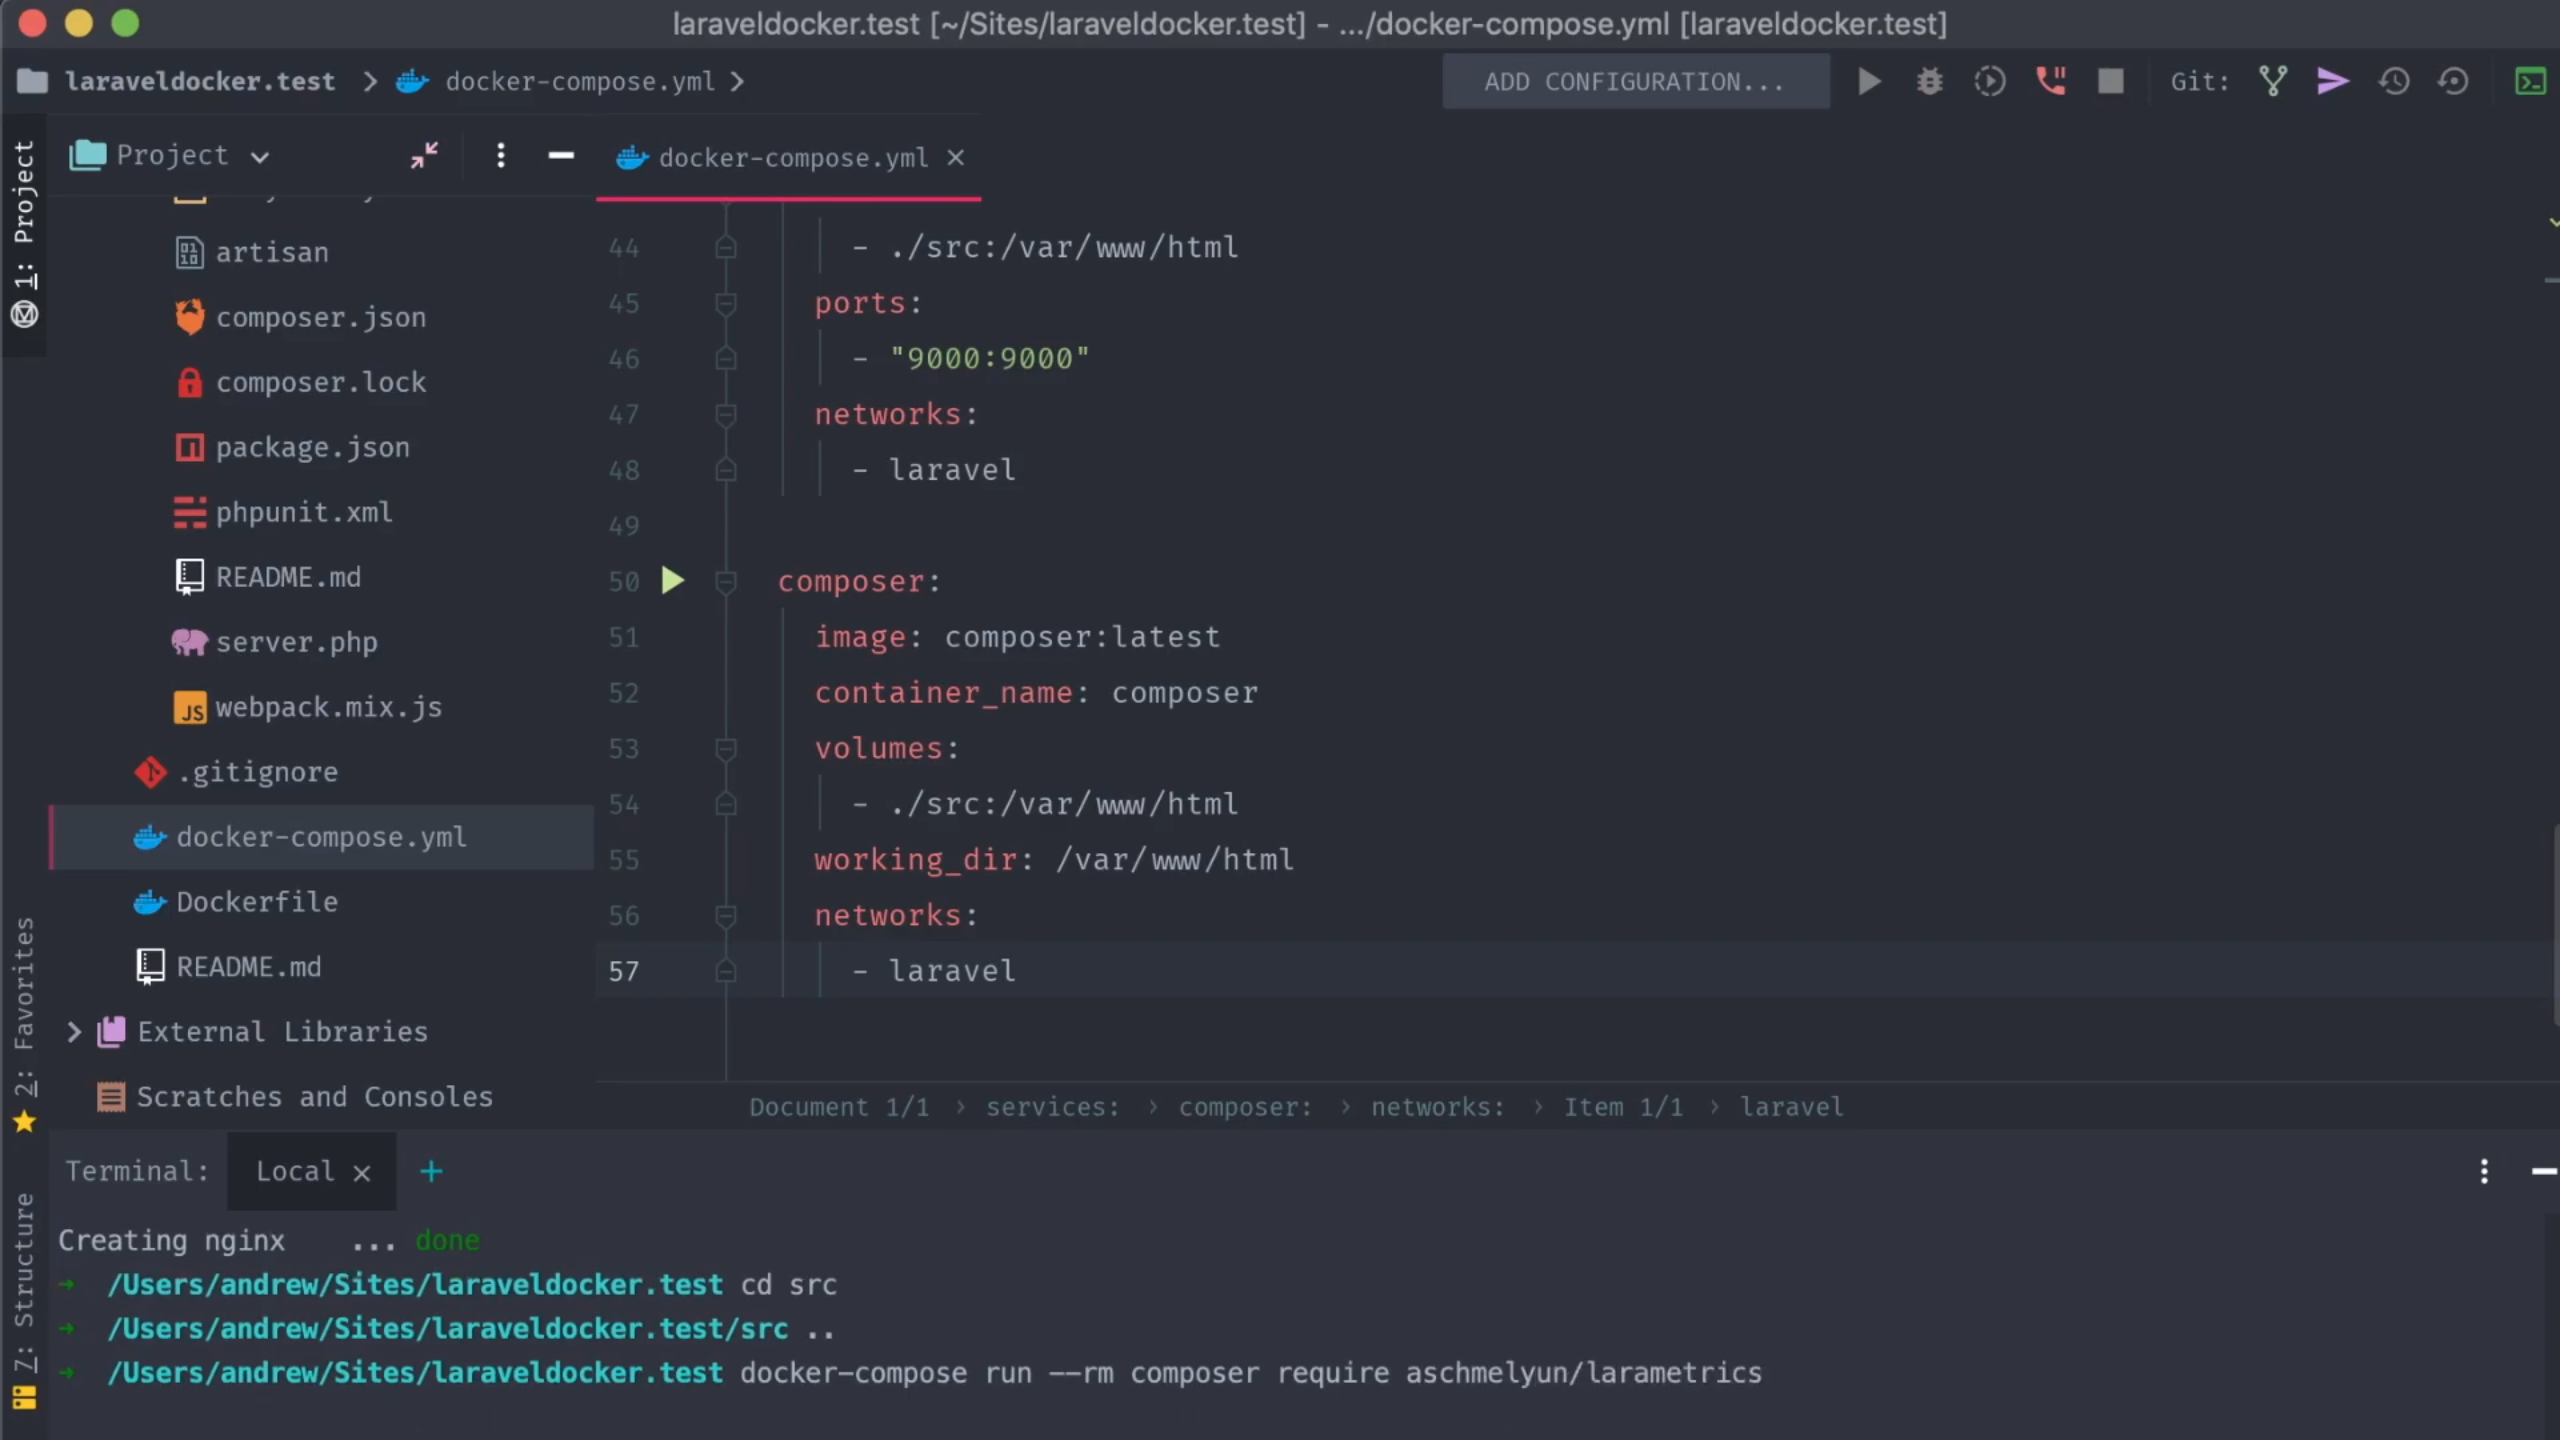 laraveldocker.test [~/Sites/laraveldocker.test] - .../docker-compose.yml [laraveldocker.test]
laraveldocker.test
docker-compose.yml
ADD CONFIGURATION...
Git:
1: Project
Project
docker-compose.yml
artisan
composer.json
composer.lock
package.json
phpunit.xml
README.md
server.php
JS webpack.mix.js
.gitignore
docker-compose.yml
Dockerfile
README.md
External Libraries
Scratches and Consoles
2: Favorites
7: Structure
44 - ./src:/var/www/html
45 ports:
46 - "9000:9000"
47 networks:
48 - laravel
49
50 composer:
51 image: composer:latest
52 container_name: composer
53 volumes:
54 - ./src:/var/www/html
55 working_dir: /var/www/html
56 networks:
57 - laravel
Document 1/1 › services: › composer: › networks: › Item 1/1 › laravel
Terminal: Local × +
Creating nginx ... done
→ /Users/andrew/Sites/laraveldocker.test cd src
→ /Users/andrew/Sites/laraveldocker.test/src ..
→ /Users/andrew/Sites/laraveldocker.test docker-compose run --rm composer require aschmelyun/larametrics